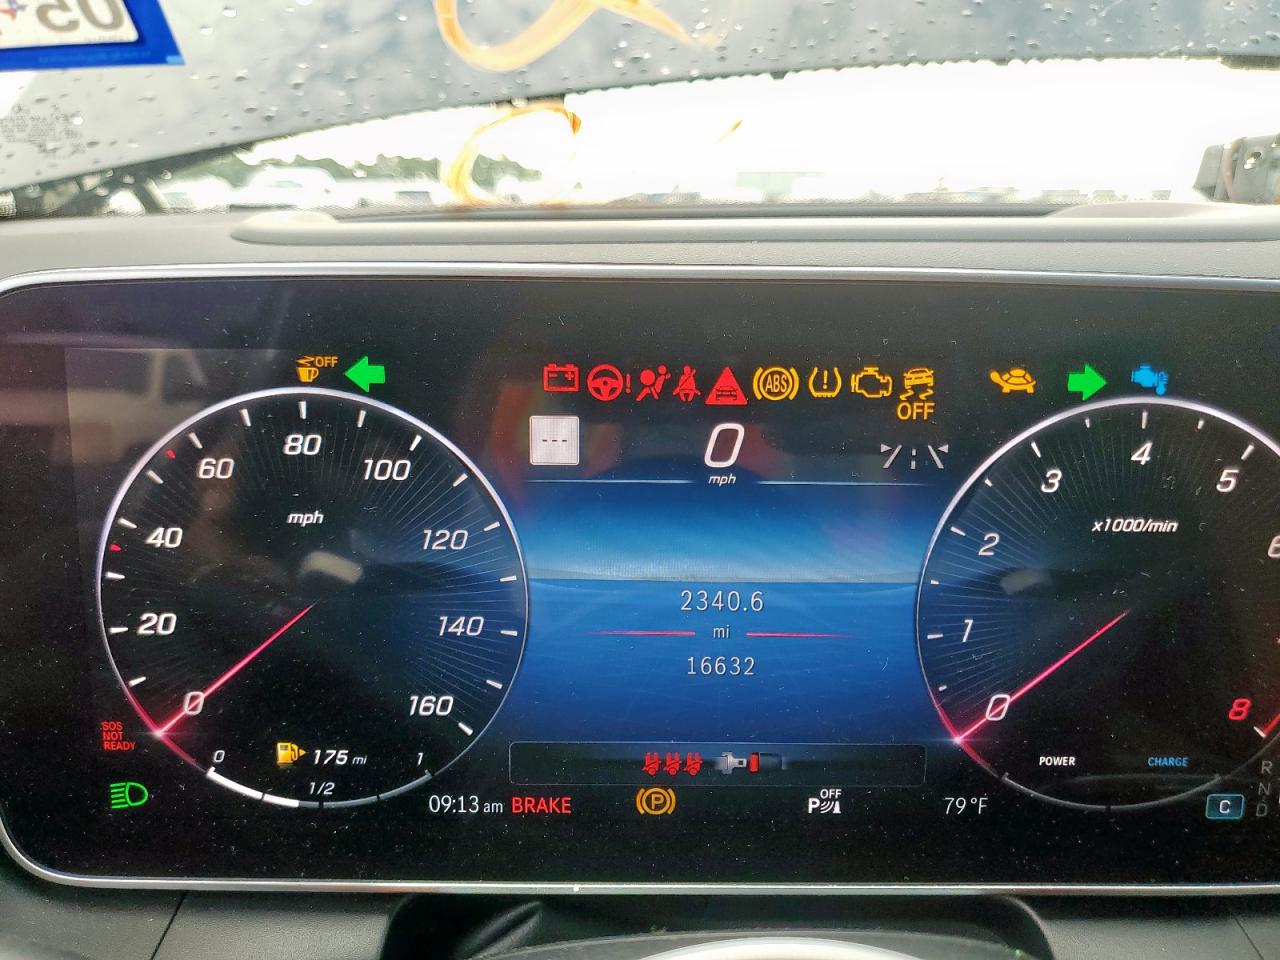 05
OFF
ABS
OFF
---
0
mph
80
60
100
mph
40
120
20
140
0
160
SOS
NOT
READY
0
175 mi
1
1/2
2340.6
mi
16632
4
3
5
x1000/min
2
6
1
0
8
POWER
CHARGE
R
N
D
09:13 am
BRAKE
P
OFF
P
79°F
C